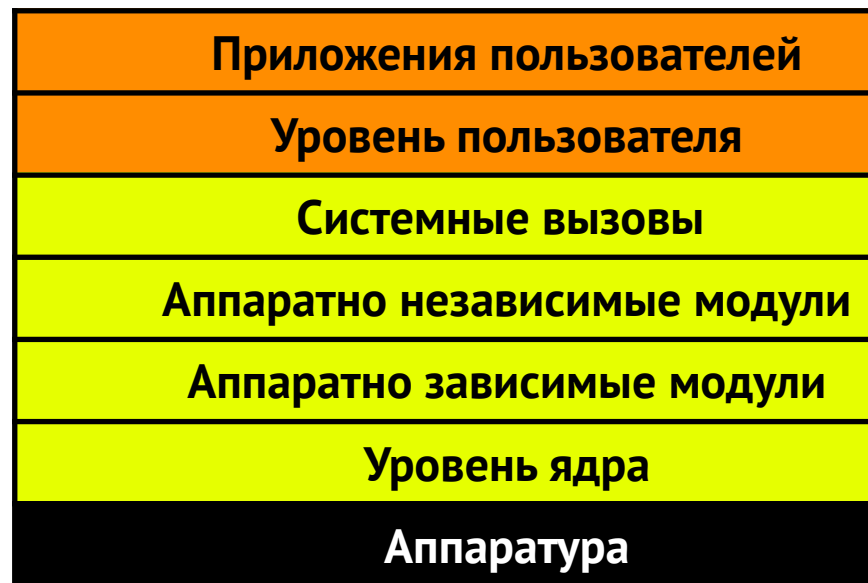 Приложения пользователей
Уровень пользователя
Системные вызовы
Аппаратно независимые модули
Аппаратно зависимые модули
Уровень ядра
Аппаратура